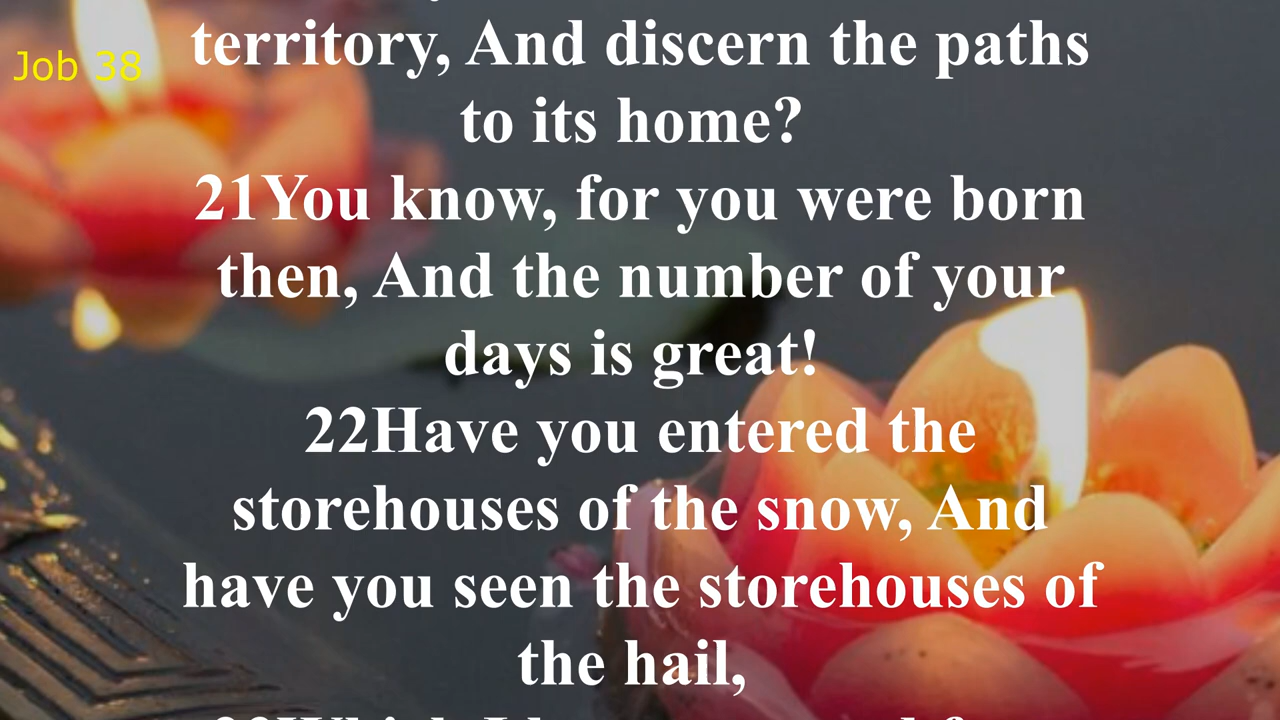 Job 38
territory, And discern the paths
to its home?
21You know, for you were born
then, And the number of your
days is great!
22Have you entered the
storehouses of the snow, And
have you seen the storehouses of
the hail,